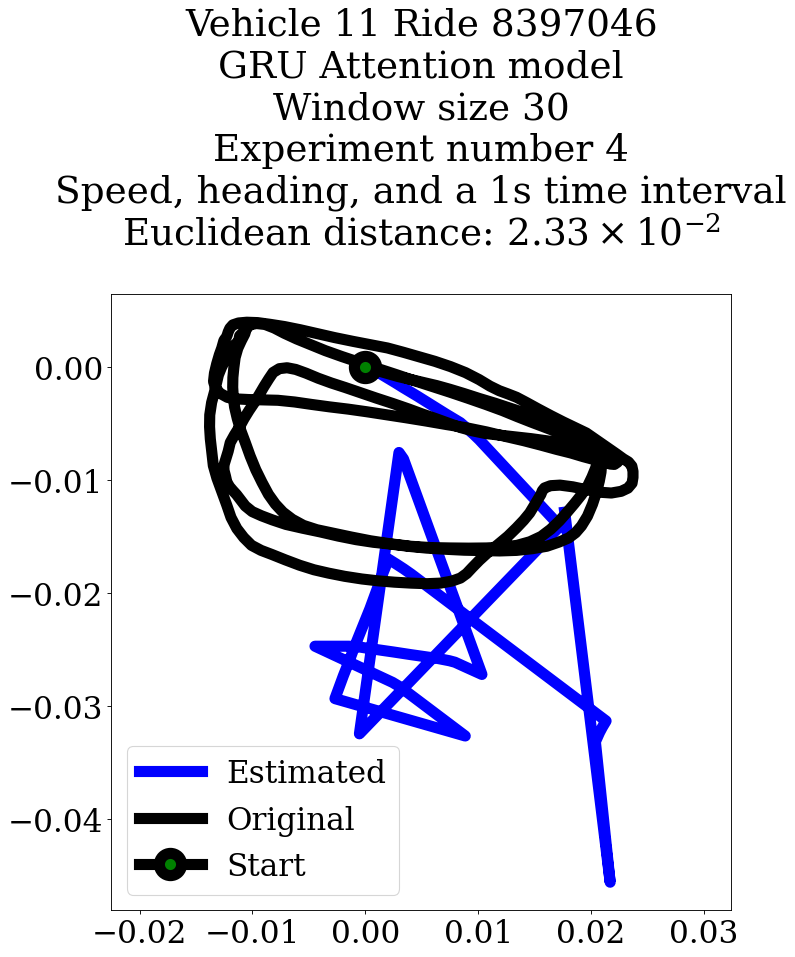 Vehicle 11 Ride 8397046
GRU Attention model
Window size 30
Experiment number 4
Speed, heading, and a 1s time interval
Euclidean distance: 2.33 × 10⁻²
0.00
−0.01
−0.02
−0.03
−0.04
Estimated
Original
Start
−0.02 −0.01 0.00 0.01 0.02 0.03